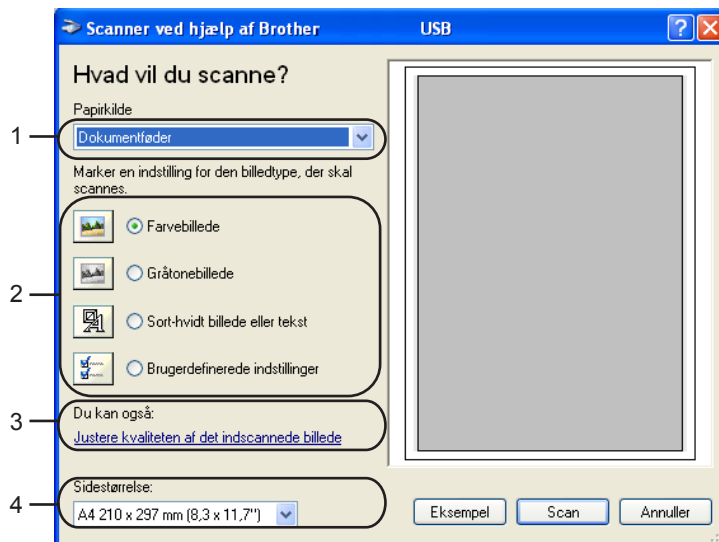 Scanner ved hjælp af Brother USB
Hvad vil du scanne?
Papirkilde
1
Dokumentføder
Marker en indstilling for den billedtype, der skal
scannes.
2
Farvebillede
Gråtonebillede
Sort-hvidt billede eller tekst
Brugerdefinerede indstillinger
3
Du kan også:
Justere kvaliteten af det indscannede billede
4
Sidestørrelse:
A4 210 x 297 mm (8,3 x 11,7")
Eksempel
Scan
Annuller